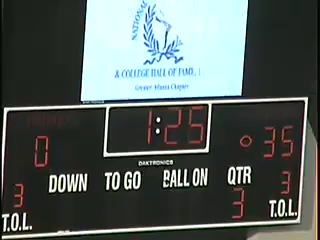 NATIONAL
& COLLEGE HALL OF FAME, I
Greater Atlanta Chapter
1:25
0 35
DAKTRONICS
DOWN TO GO BALL ON QTR
3 3 3
T.O.L. T.O.L.